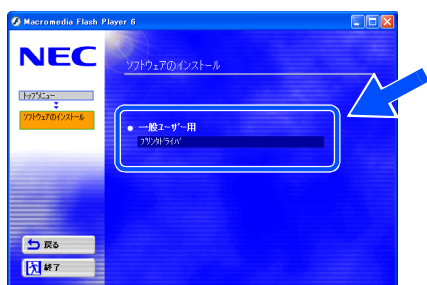 Macromedia Flash Player 6
NEC
ソフトウェアのインストール
トップメニュー
ソフトウェアのインストール
一般ユーザー用
プリンタドライバ
戻る
終了